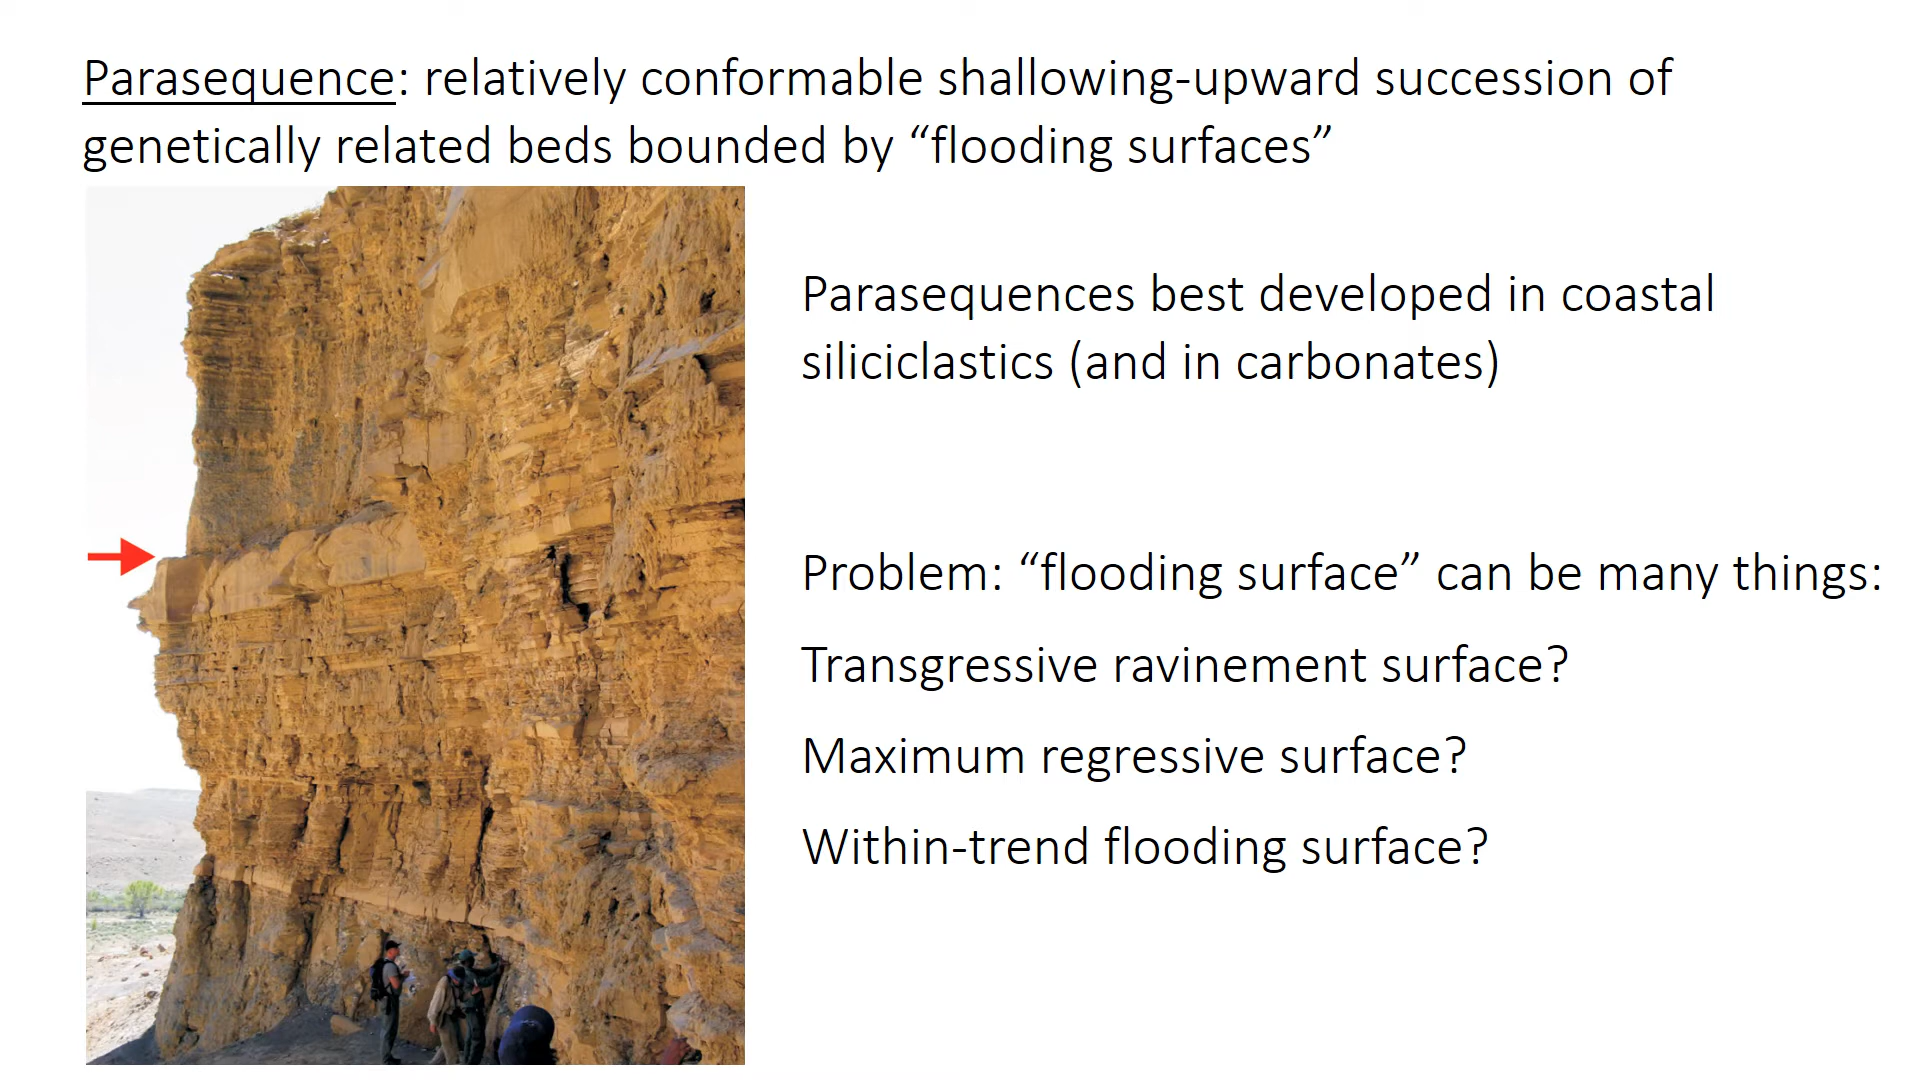 Parasequence: relatively conformable shallowing-upward succession of
genetically related beds bounded by “flooding surfaces”
Parasequences best developed in coastal
siliciclastics (and in carbonates)
Problem: “flooding surface” can be many things:
Transgressive ravinement surface?
Maximum regressive surface?
Within-trend flooding surface?